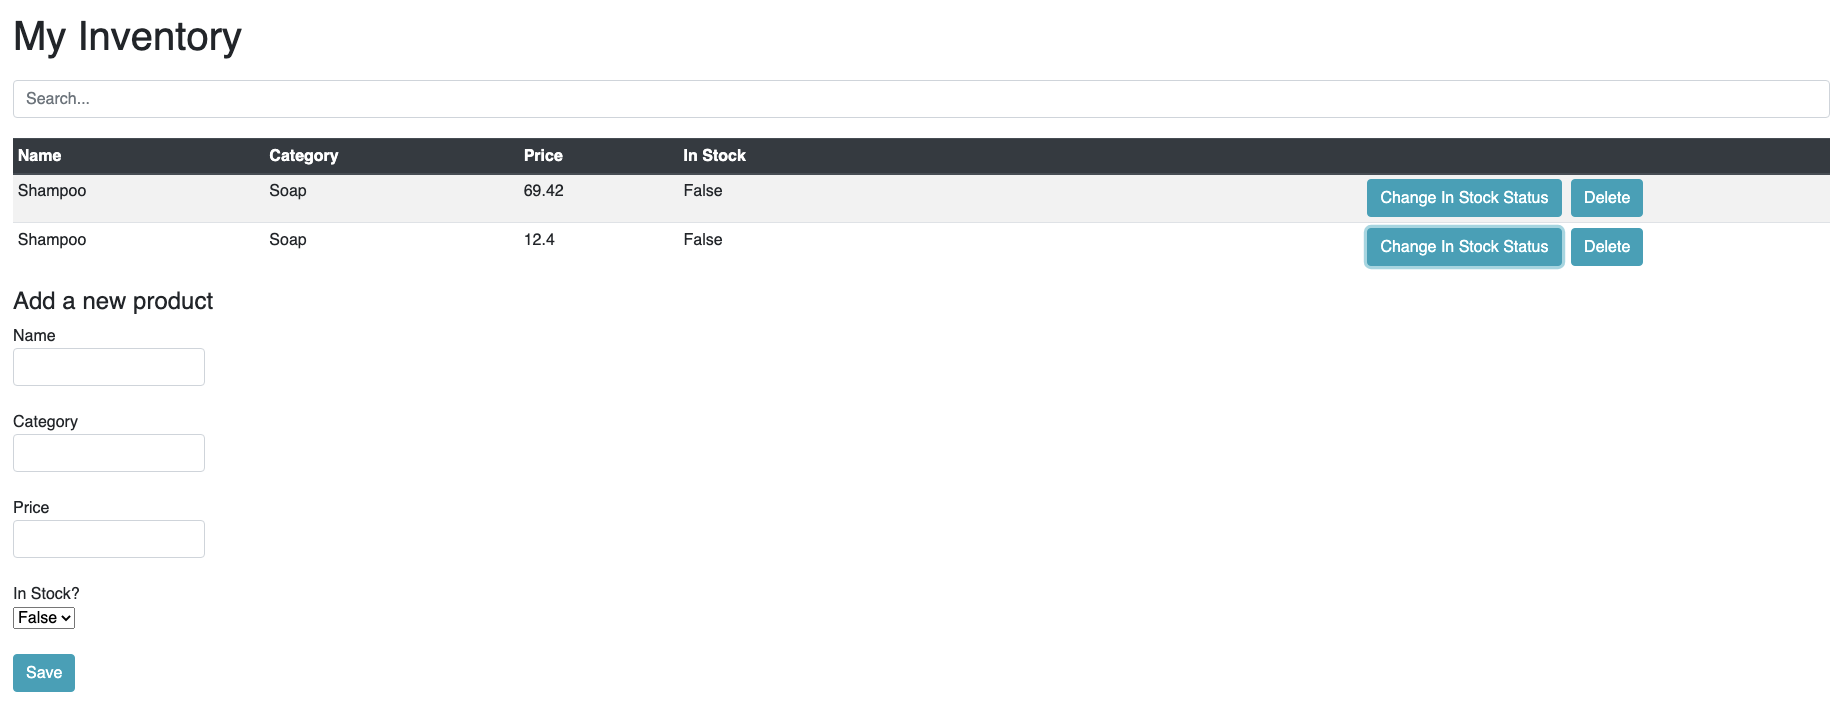 My Inventory
Search...
Name Category Price In Stock
Shampoo Soap 69.42 False Change In Stock Status Delete
Shampoo Soap 12.4 False Change In Stock Status Delete
Add a new product
Name
Category
Price
In Stock?
False
Save